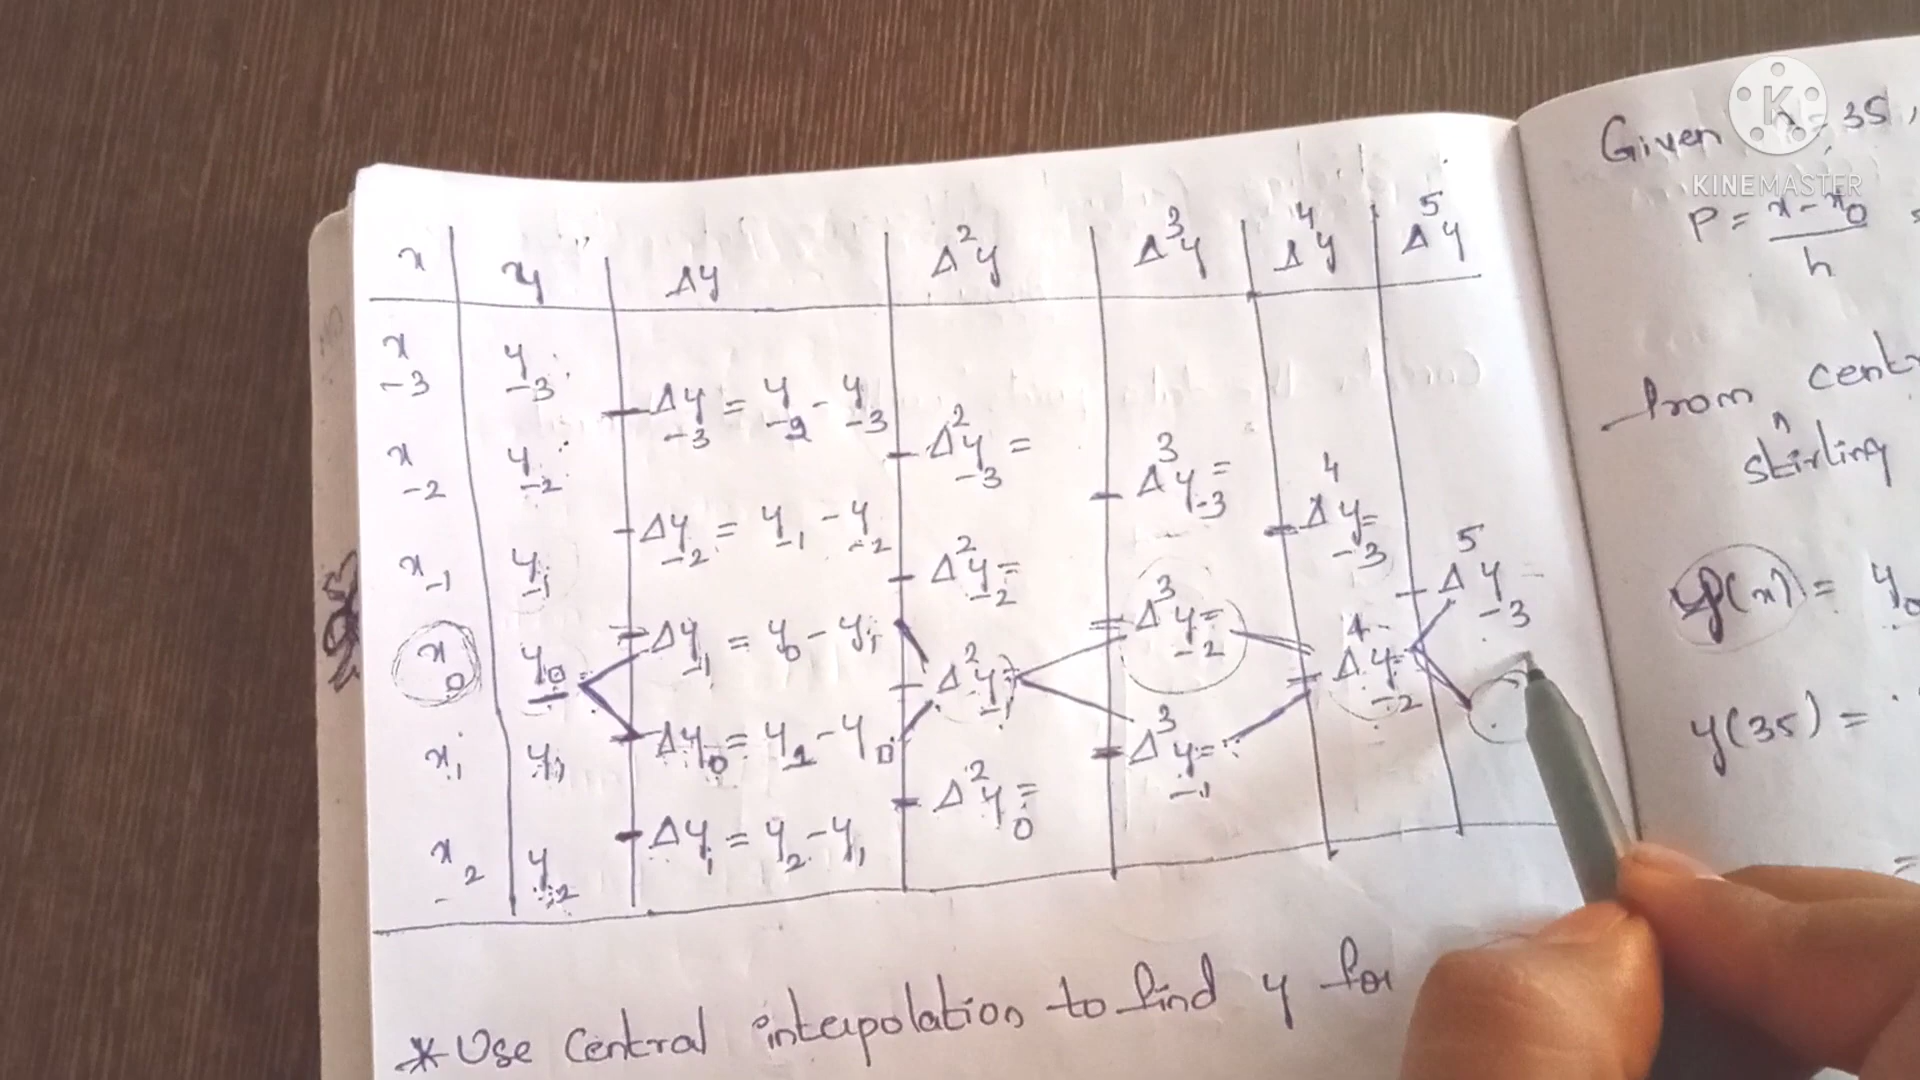 x y Δy Δ²y Δ³y Δ⁴y Δ⁵y
x₋₃ y₋₃
Δy₋₃ = y₋₂ - y₋₃
Δ²y₋₃ =
x₋₂ y₋₂
Δ³y₋₃ =
Δy₋₂ = y₋₁ - y₋₂
Δ⁴y₋₃ =
x₋₁ y₋₁
Δ²y₋₂ =
Δ⁵y₋₃ =
Δy₋₁ = y₀ - y₋₁
Δ³y₋₂ =
x₀ y₀
Δ²y₋₁ =
Δ⁴y₋₂ =
Δy₀ = y₁ - y₀
Δ³y₋₁ =
x₁ y₁
Δ²y₀ =
Δy₁ = y₂ - y₁
x₂ y₂
* Use Central interpolation to find y for
Given x = 35,
KINEMASTER
P = x - x₀ / h
from
stirling
y(x) = y₀
y(35) =
=